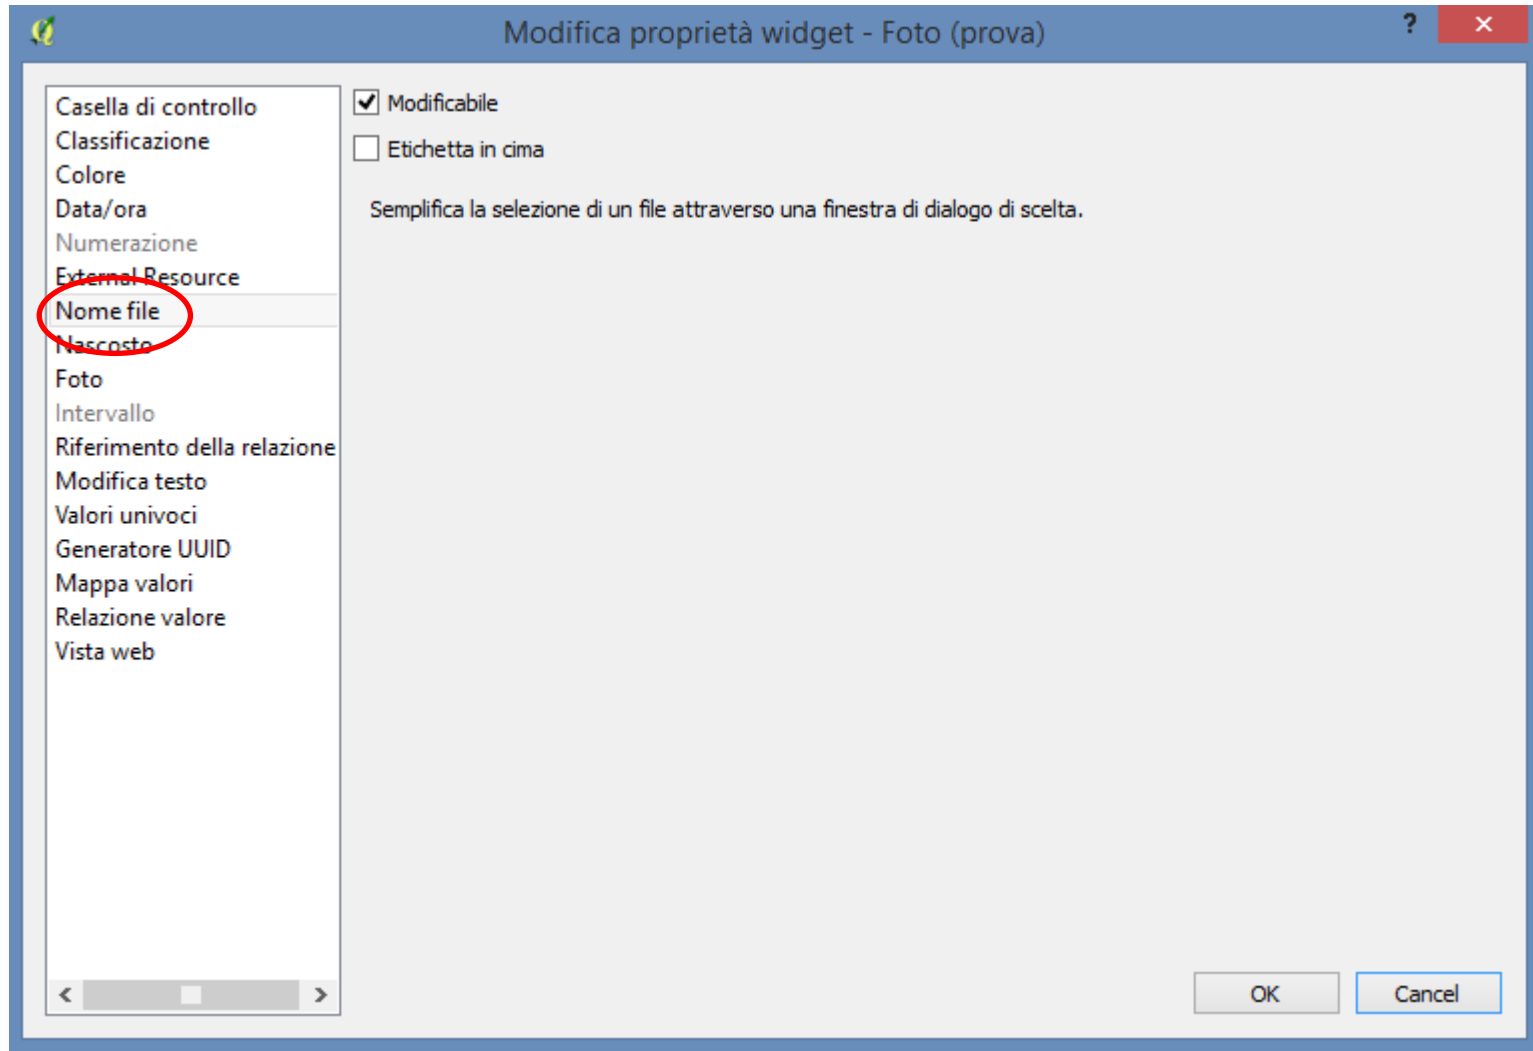 Modifica proprietà widget - Foto (prova)
?
Casella di controllo
Classificazione
Colore
Data/ora
Numerazione
External Resource
Nome file
Nascosto
Foto
Intervallo
Riferimento della relazione
Modifica testo
Valori univoci
Generatore UUID
Mappa valori
Relazione valore
Vista web
Modificabile
Etichetta in cima
Semplifica la selezione di un file attraverso una finestra di dialogo di scelta.
OK
Cancel